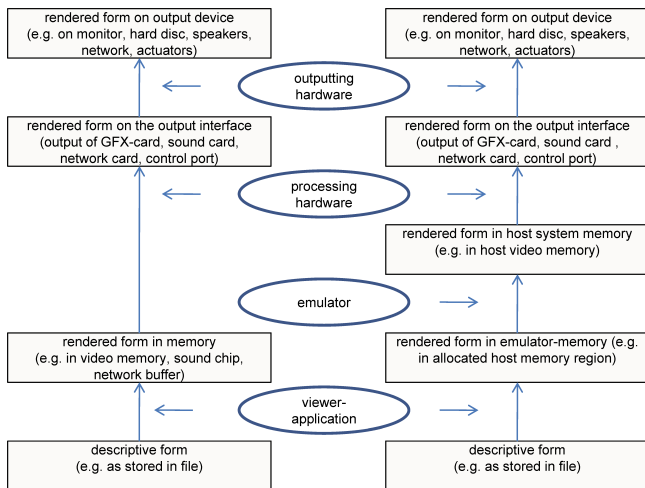 rendered form on output device
(e.g. on monitor, hard disc, speakers,
network, actuators)
rendered form on output device
(e.g. on monitor, hard disc, speakers,
network, actuators)
outputting
hardware
rendered form on the output interface
(output of GFX-card, sound card,
network card, control port)
rendered form on the output interface
(output of GFX-card, sound card ,
network card, control port)
processing
hardware
rendered form in host system memory
(e.g. in host video memory)
emulator
rendered form in memory
(e.g. in video memory, sound chip,
network buffer)
rendered form in emulator-memory (e.g.
in allocated host memory region)
viewer-
application
descriptive form
(e.g. as stored in file)
descriptive form
(e.g. as stored in file)